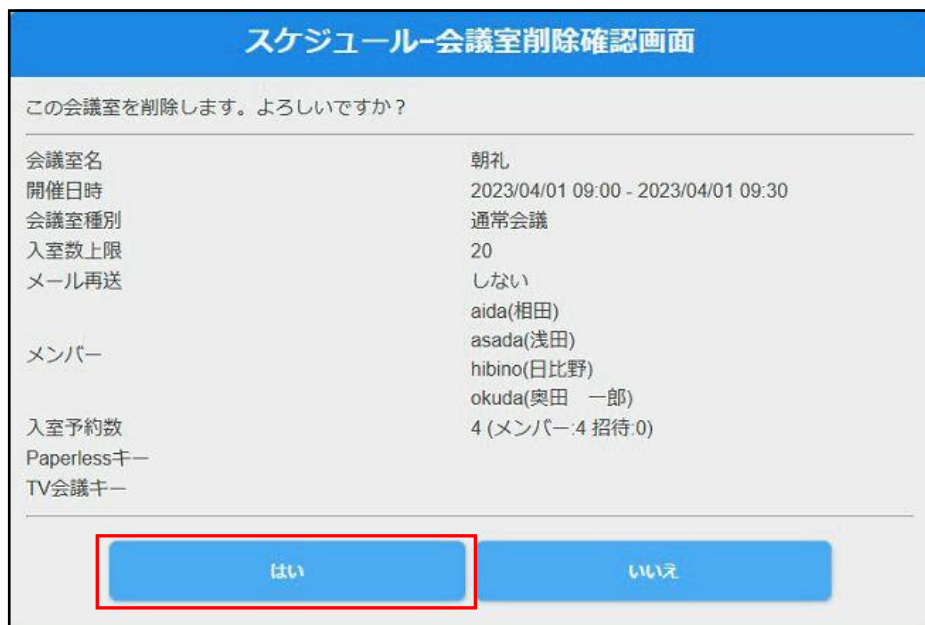 スケジュール−会議室削除確認画面
この会議室を削除します。よろしいですか？
会議室名 朝礼
開催日時 2023/04/01 09:00 - 2023/04/01 09:30
会議室種別 通常会議
入室数上限 20
メール再送 しない
メンバー aida(相田)
asada(浅田)
hibino(日比野)
okuda(奥田　一郎)
入室予約数 4 (メンバー:4 招待:0)
Paperlessキー
TV会議キー
はい いいえ